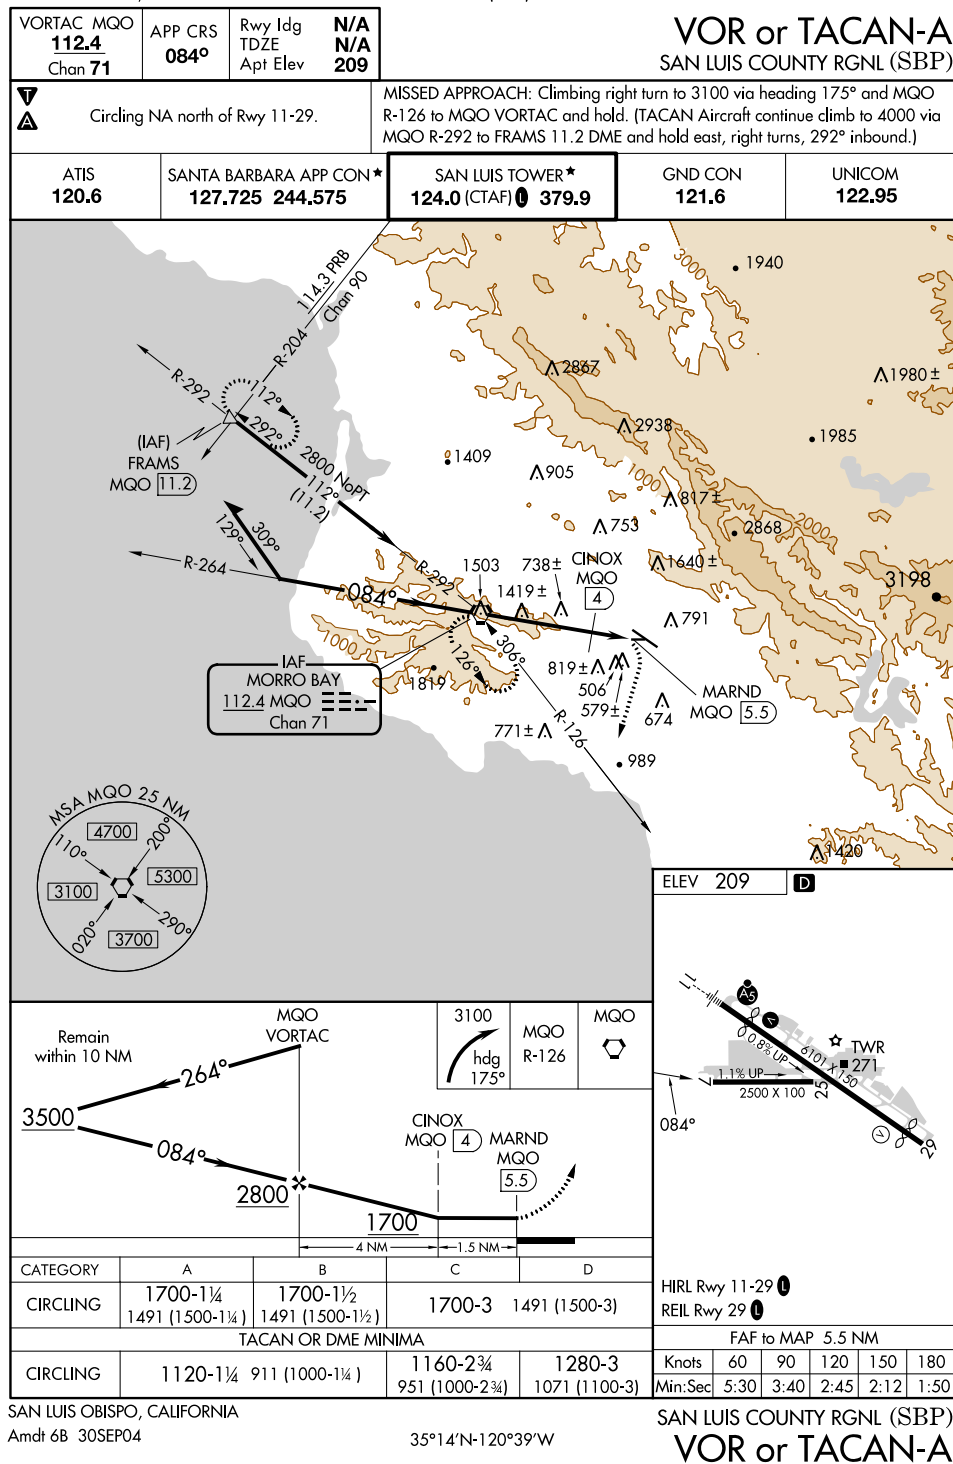 VORTAC MQO
112.4
Chan 71
APP CRS
084°
Rwy ldg N/A
TDZE N/A
Apt Elev 209
VOR or TACAN-A
SAN LUIS COUNTY RGNL (SBP)
T
A
Circling NA north of Rwy 11-29.
MISSED APPROACH: Climbing right turn to 3100 via heading 175° and MQO
R-126 to MQO VORTAC and hold. (TACAN Aircraft continue climb to 4000 via
MQO R-292 to FRAMS 11.2 DME and hold east, right turns, 292° inbound.)
ATIS
120.6
SANTA BARBARA APP CON★
127.725 244.575
SAN LUIS TOWER★
124.0 (CTAF) L 379.9
GND CON
121.6
UNICOM
122.95
114.3 PRB
Chan 90
R-204
3000
1940
R-292
112°
292°
2867
1980±
(IAF)
FRAMS
MQO 11.2
2800 NoPT
112°
(11.2)
2938
1985
1409
905
1000
817±
2000
309°
129°
753
2868
R-264
R-292
1503
738±
CINOX
MQO
4
1640±
3198
084°
1419±
791
1000
306°
126°
IAF
MORRO BAY
112.4 MQO
Chan 71
1819
819±
506
579±
674
MARND
MQO 5.5
771±
R-126
989
MSA MQO 25 NM
4700
110°
200°
3100
5300
020°
290°
3700
1420
ELEV 209
D
11
A5
V
0.8% UP
6101 X 150
TWR
271
1.1% UP
7
25
2500 X 100
084°
V
29
HIRL Rwy 11-29 L
REIL Rwy 29 L
Remain
within 10 NM
MQO
VORTAC
3100
hdg
175°
MQO
R-126
MQO
264°
3500
084°
CINOX
MQO 4
MARND
MQO
5.5
2800
1700
4 NM
1.5 NM
CATEGORY A B C D
CIRCLING 1700-1¼ 1491 (1500-1¼) 1700-1½ 1491 (1500-1½) 1700-3 1491 (1500-3)
TACAN OR DME MINIMA
CIRCLING 1120-1¼ 911 (1000-1¼) 1160-2¾ 951 (1000-2¾) 1280-3 1071 (1100-3)
FAF to MAP 5.5 NM
Knots 60 90 120 150 180
Min:Sec 5:30 3:40 2:45 2:12 1:50
SAN LUIS OBISPO, CALIFORNIA
Amdt 6B 30SEP04
35°14'N-120°39'W
SAN LUIS COUNTY RGNL (SBP)
VOR or TACAN-A